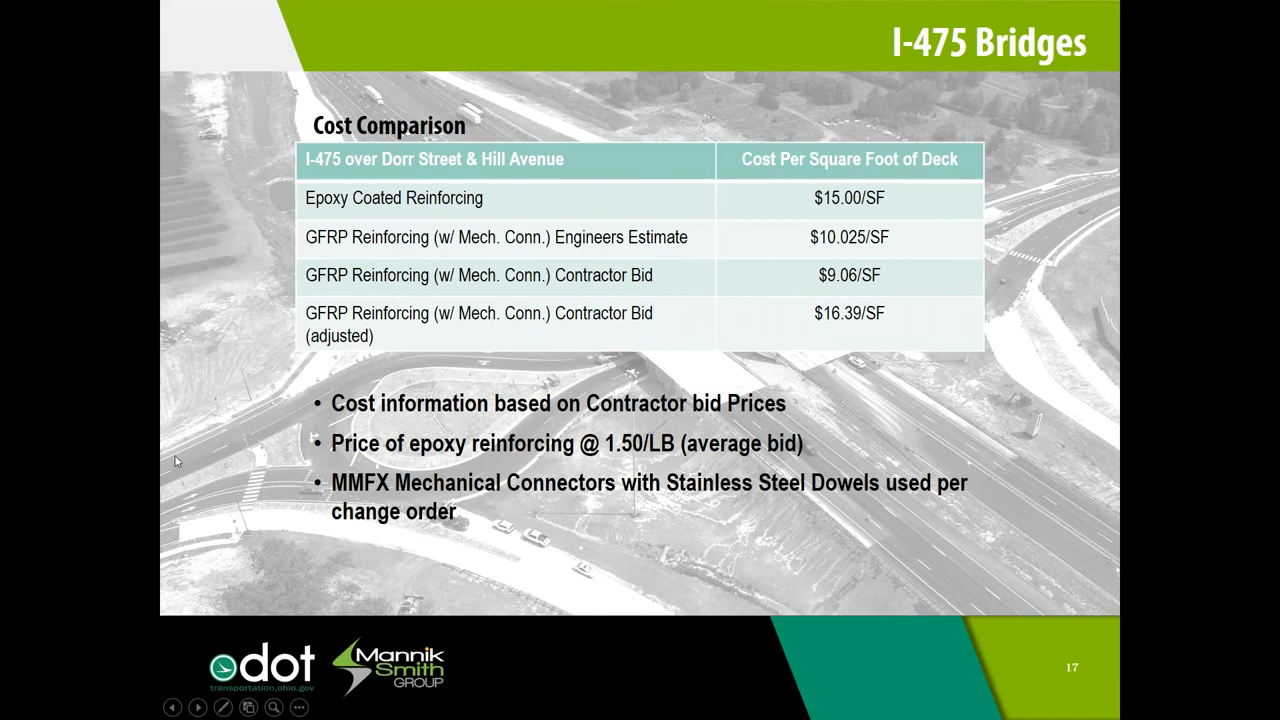 I-475 Bridges
Cost Comparison
I-475 over Dorr Street & Hill Avenue
Cost Per Square Foot of Deck
Epoxy Coated Reinforcing
$15.00/SF
GFRP Reinforcing (w/ Mech. Conn.) Engineers Estimate
$10.025/SF
GFRP Reinforcing (w/ Mech. Conn.) Contractor Bid
$9.06/SF
GFRP Reinforcing (w/ Mech. Conn.) Contractor Bid
(adjusted)
$16.39/SF
• Cost information based on Contractor bid Prices
• Price of epoxy reinforcing @ 1.50/LB (average bid)
• MMFX Mechanical Connectors with Stainless Steel Dowels used per
change order
odot
transportation.ohio.gov
Mannik
Smith
GROUP
17